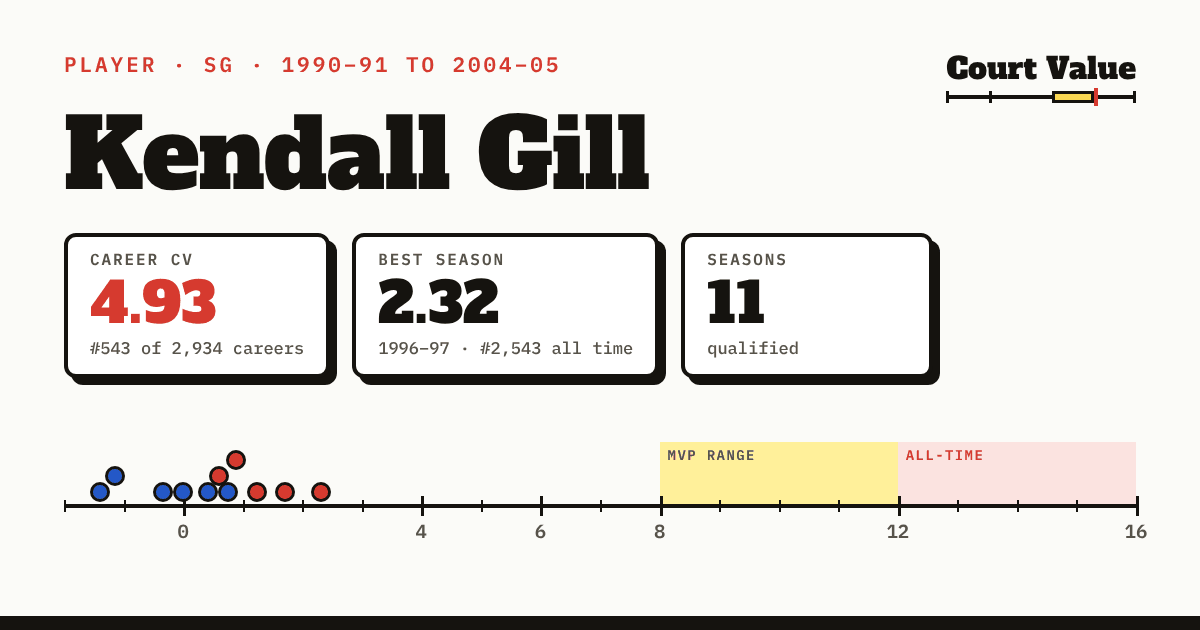 PLAYER · SG · 1990–91 TO 2004–05
Court Value
Kendall Gill
CAREER CV
4.93
#543 of 2,934 careers
BEST SEASON
2.32
1996–97 · #2,543 all time
SEASONS
11
qualified
MVP RANGE
ALL-TIME
0 4 6 8 12 16